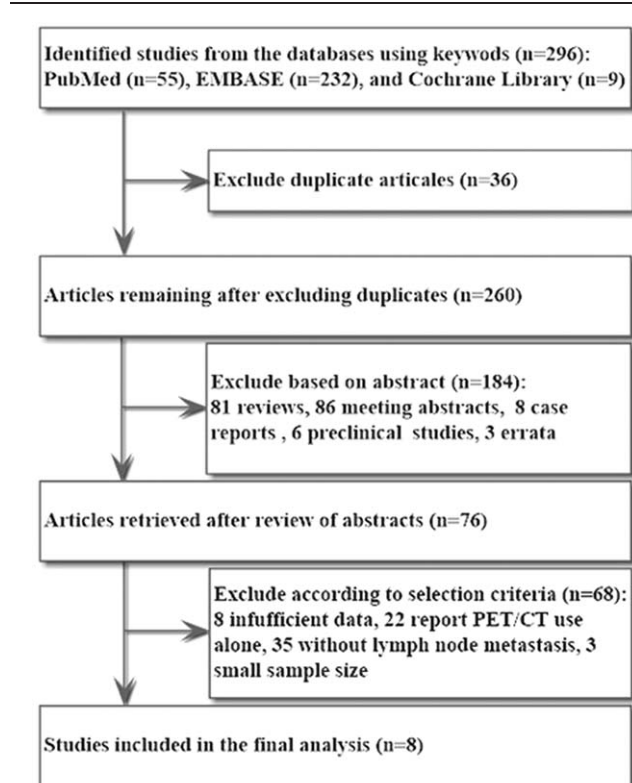 Identified studies from the databases using keywods (n=296):
PubMed (n=55), EMBASE (n=232), and Cochrane Library (n=9)
Exclude duplicate articales (n=36)
Articles remaining after excluding duplicates (n=260)
Exclude based on abstract (n=184):
81 reviews, 86 meeting abstracts, 8 case
reports , 6 preclinical studies, 3 errata
Articles retrieved after review of abstracts (n=76)
Exclude according to selection criteria (n=68):
8 infufficient data, 22 report PET/CT use
alone, 35 without lymph node metastasis, 3
small sample size
Studies included in the final analysis (n=8)